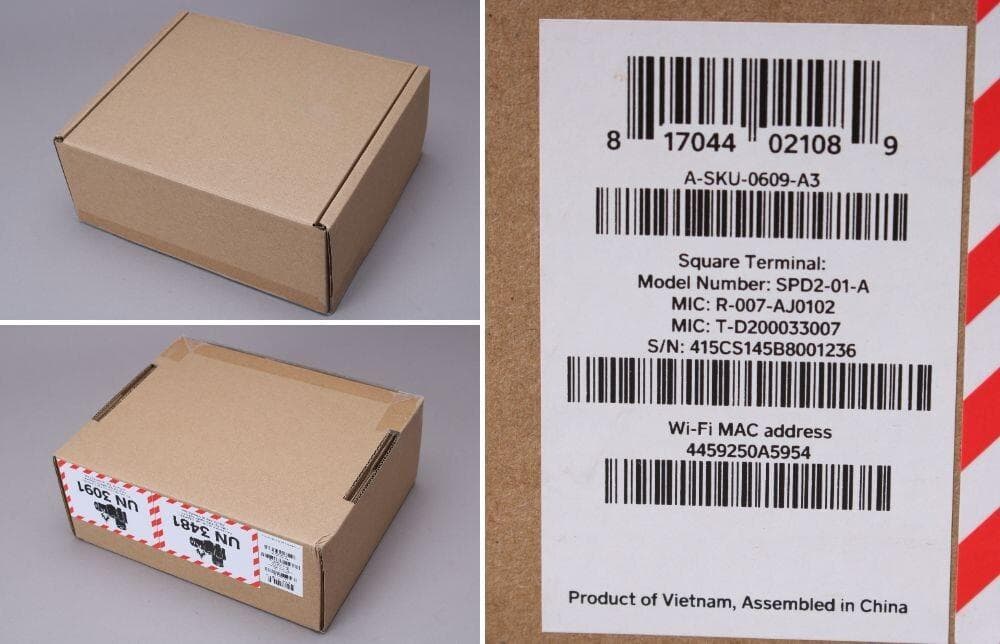 UN 3091
UN 3481
8 17044 02108 9
A-SKU-0609-A3
Square Terminal:
Model Number: SPD2-01-A
MIC: R-007-AJ0102
MIC: T-D200033007
S/N: 415CS145B8001236
Wi-Fi MAC address
4459250A5954
Product of Vietnam, Assembled in China